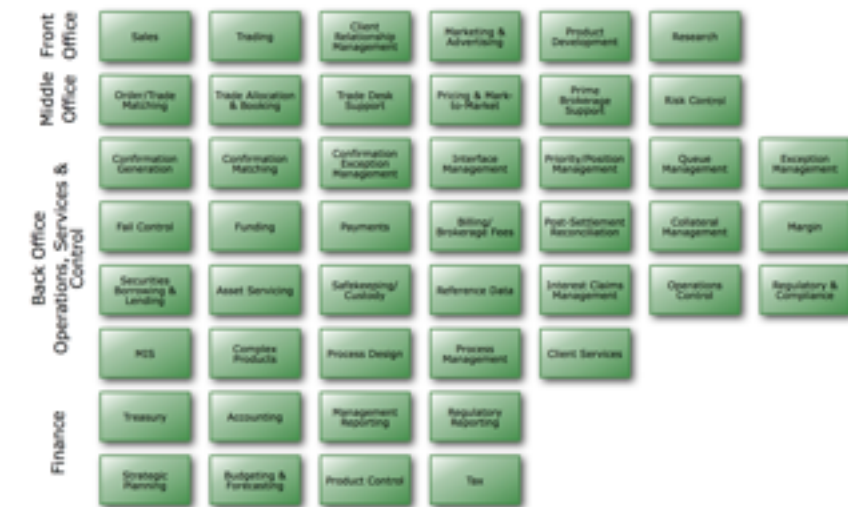 Front
Office
Sales
Trading
Client
Relationship
Management
Marketing &
Advertising
Product
Development
Research
Middle
Office
Order/Trade
Matching
Trade Allocation
& Booking
Trade Desk
Support
Pricing & Mark-
to-Market
Prime
Brokerage
Support
Risk Control
Back Office
Operations, Services &
Control
Confirmation
Generation
Confirmation
Matching
Confirmation
Exception
Management
Interface
Management
Priority/Position
Management
Queue
Management
Exception
Management
Fail Control
Funding
Payments
Billing/
Brokerage Fees
Post-Settlement
Reconciliation
Collateral
Management
Margin
Securities
Borrowing &
Lending
Asset Servicing
Safekeeping/
Custody
Reference Data
Interest Claims
Management
Operations
Control
Regulatory &
Compliance
MIS
Complex
Products
Process Design
Process
Management
Client Services
Finance
Treasury
Accounting
Management
Reporting
Regulatory
Reporting
Strategic
Planning
Budgeting &
Forecasting
Product Control
Tax